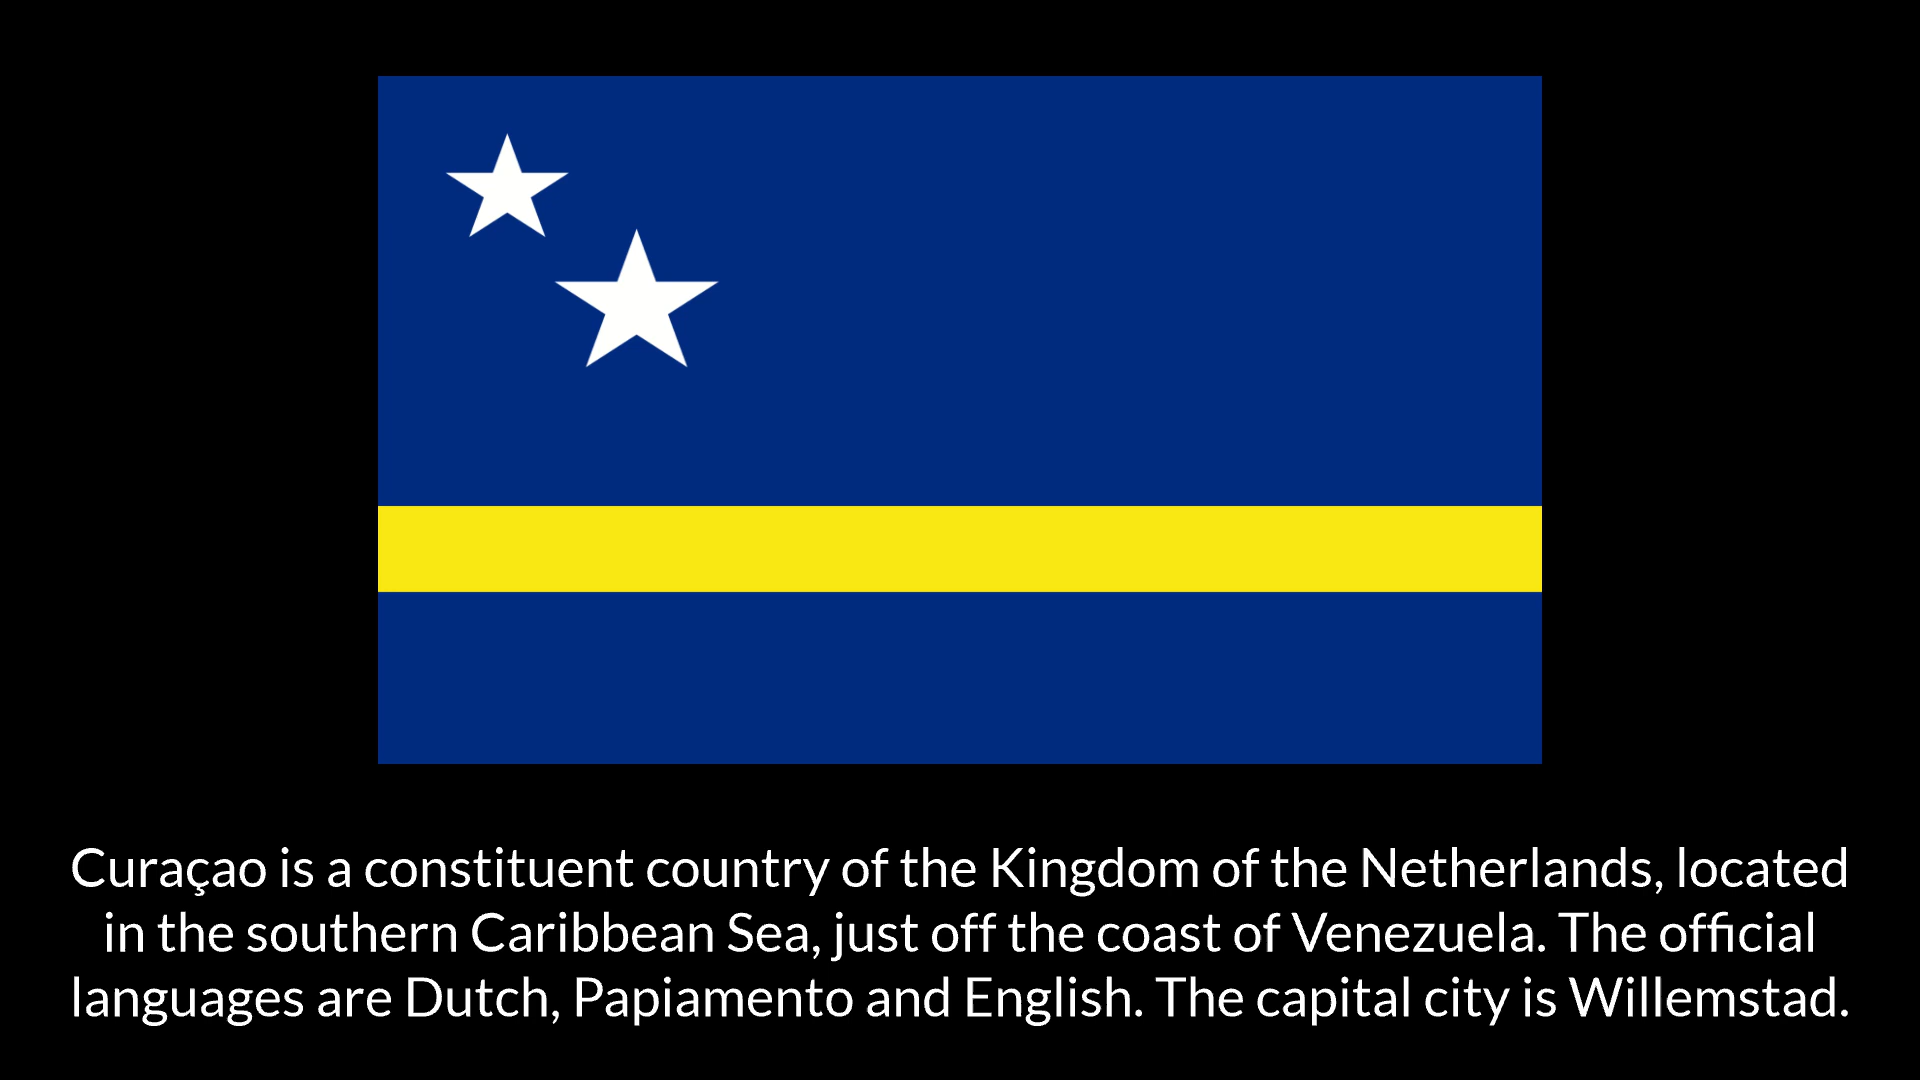 Curaçao is a constituent country of the Kingdom of the Netherlands, located
in the southern Caribbean Sea, just off the coast of Venezuela. The official
languages are Dutch, Papiamento and English. The capital city is Willemstad.